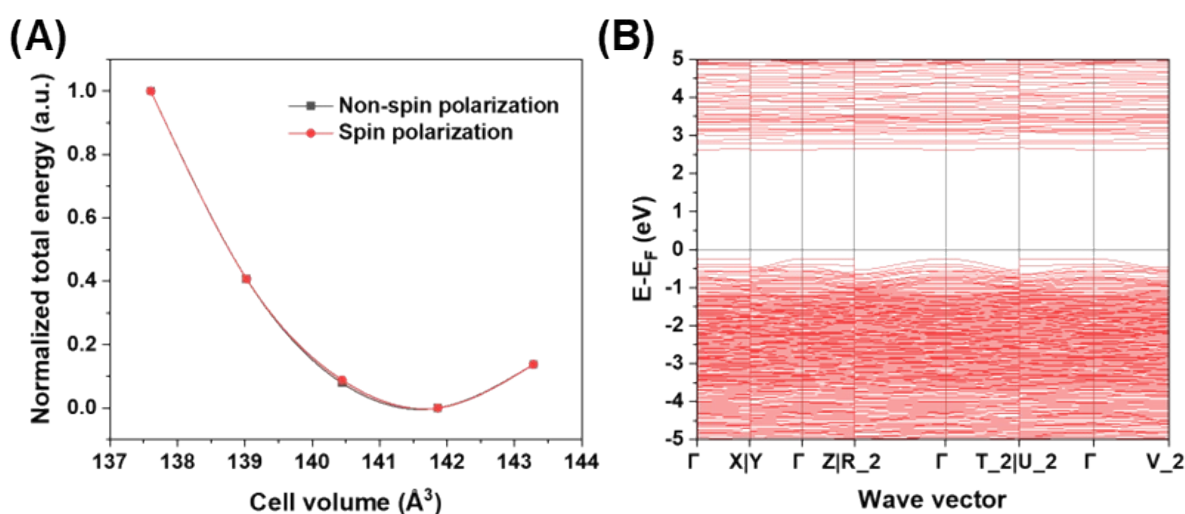 (A)
Normalized total energy (a.u.)
1.0
0.8
0.6
0.4
0.2
0.0
Non-spin polarization
Spin polarization
137 138 139 140 141 142 143 144
Cell volume (Å³)
(B)
E-E_F (eV)
5
4
3
2
1
0
-1
-2
-3
-4
-5
Γ X|Y Γ Z|R_2 Γ T_2|U_2 Γ V_2
Wave vector